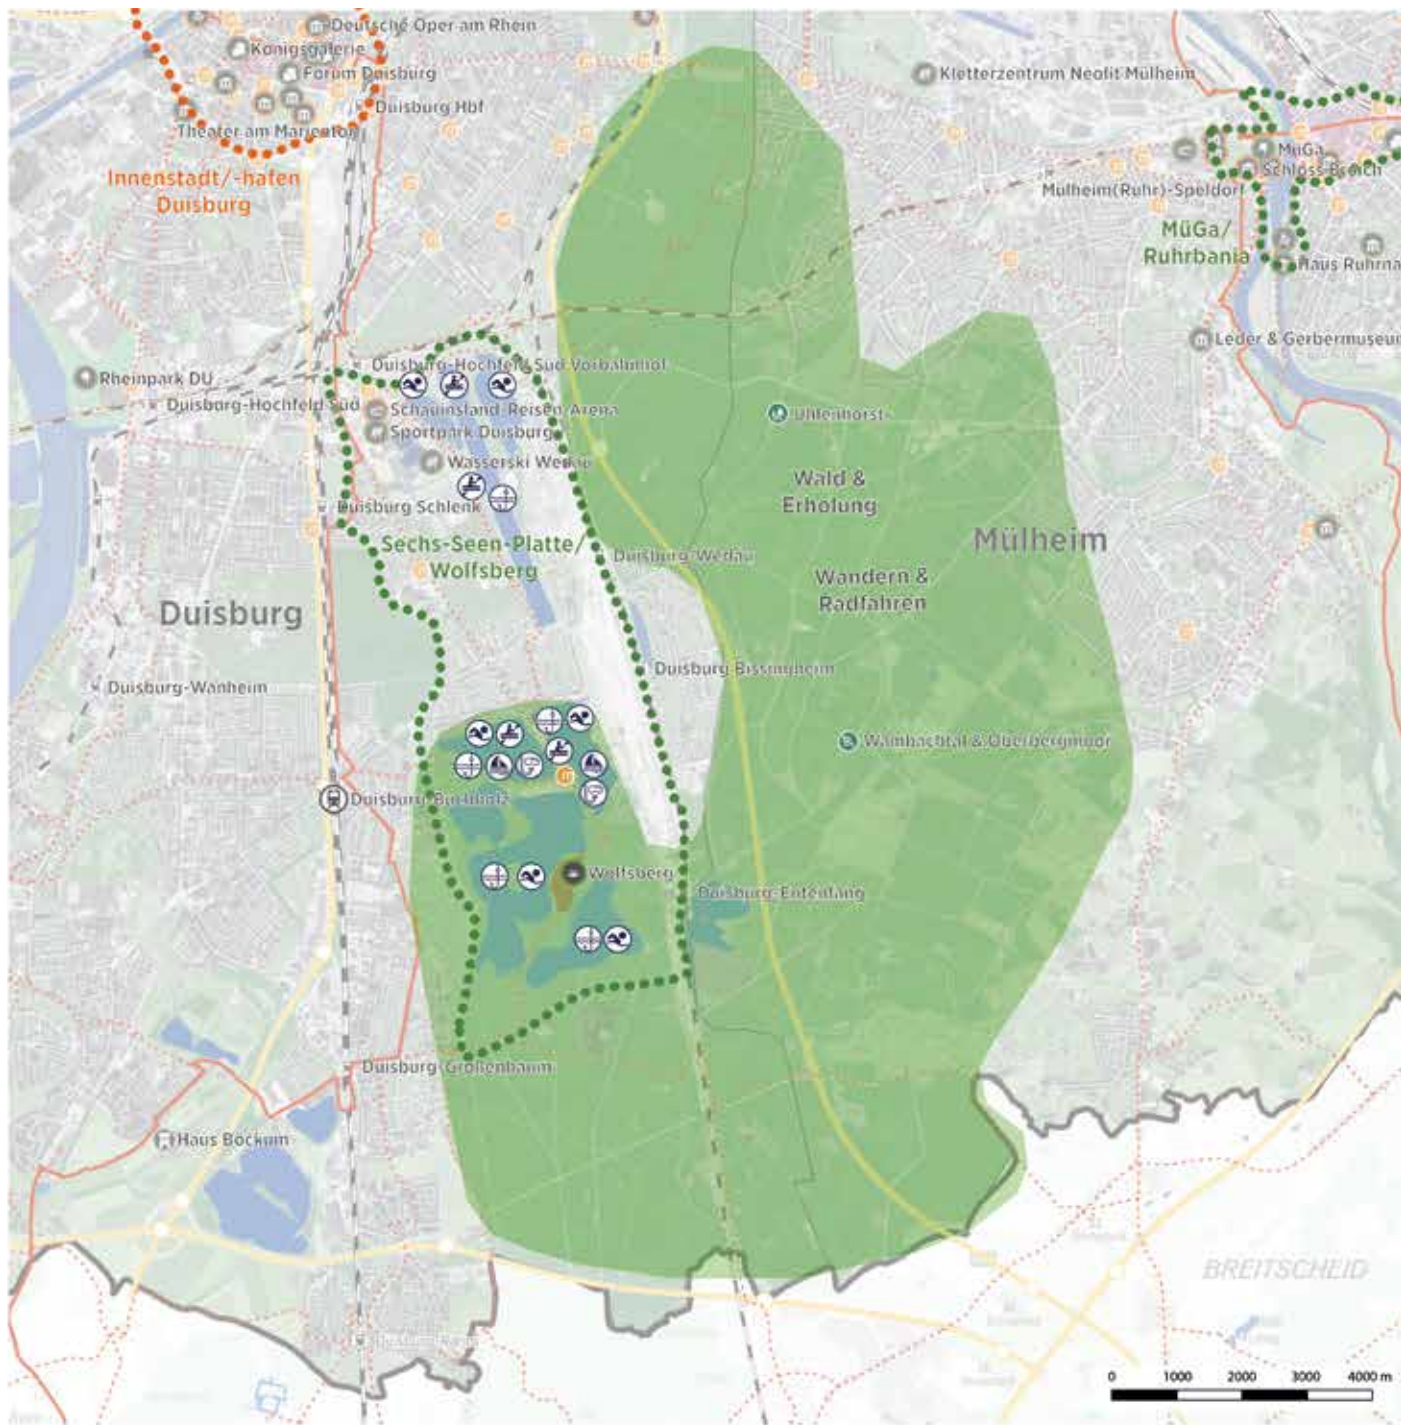 Deutsche Oper am Rhein
Königsgalerie
Forum Duisburg
Duisburg Hbf
Theater am Marientor
Innenstadt/-hafen
Duisburg
Kletterzentrum Neolit Mülheim
MüGa
Schloss Broich
Mülheim(Ruhr)-Speldorf
MüGa/
Ruhrbania
Haus Ruhrna
Leder & Gerbermuseum
Rheinpark DU
Duisburg-Hochfeld Süd Vorbahnhof
Duisburg-Hochfeld Süd
Schauinsland-Reisen-Arena
Sportpark Duisburg
Wasserski Wedau
Duisburg Schlenk
Uhlenhorst
Wald &
Erholung
Mülheim
Sechs-Seen-Platte/
Wolfsberg
Duisburg-Wedau
Wandern &
Radfahren
Duisburg
Duisburg-Bissingheim
Duisburg-Wanheim
Wambachtal & Oberbergmoor
Duisburg-Buchholz
Wolfsberg
Duisburg-Entenfang
Duisburg-Großenbaum
Haus Böckum
BREITSCHEID
0 1000 2000 3000 4000 m